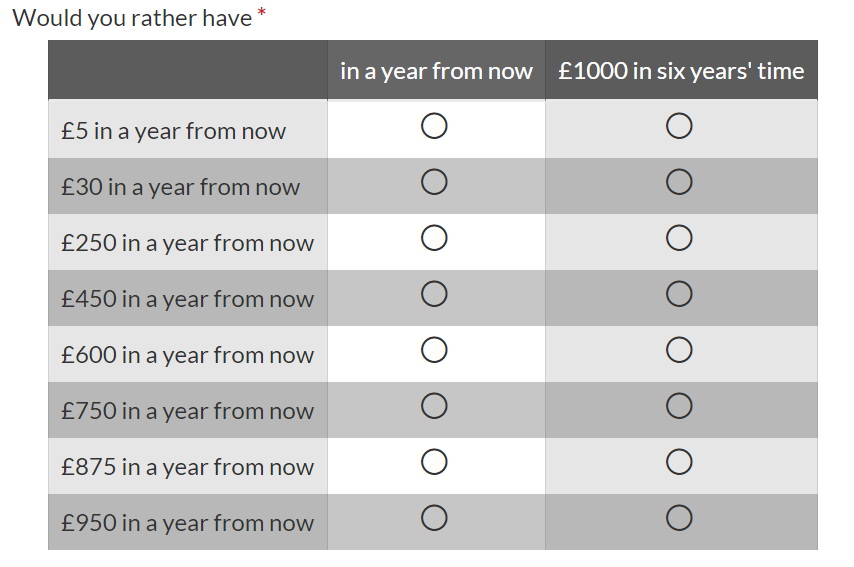 Would you rather have *
in a year from now £1000 in six years' time
£5 in a year from now
£30 in a year from now
£250 in a year from now
£450 in a year from now
£600 in a year from now
£750 in a year from now
£875 in a year from now
£950 in a year from now